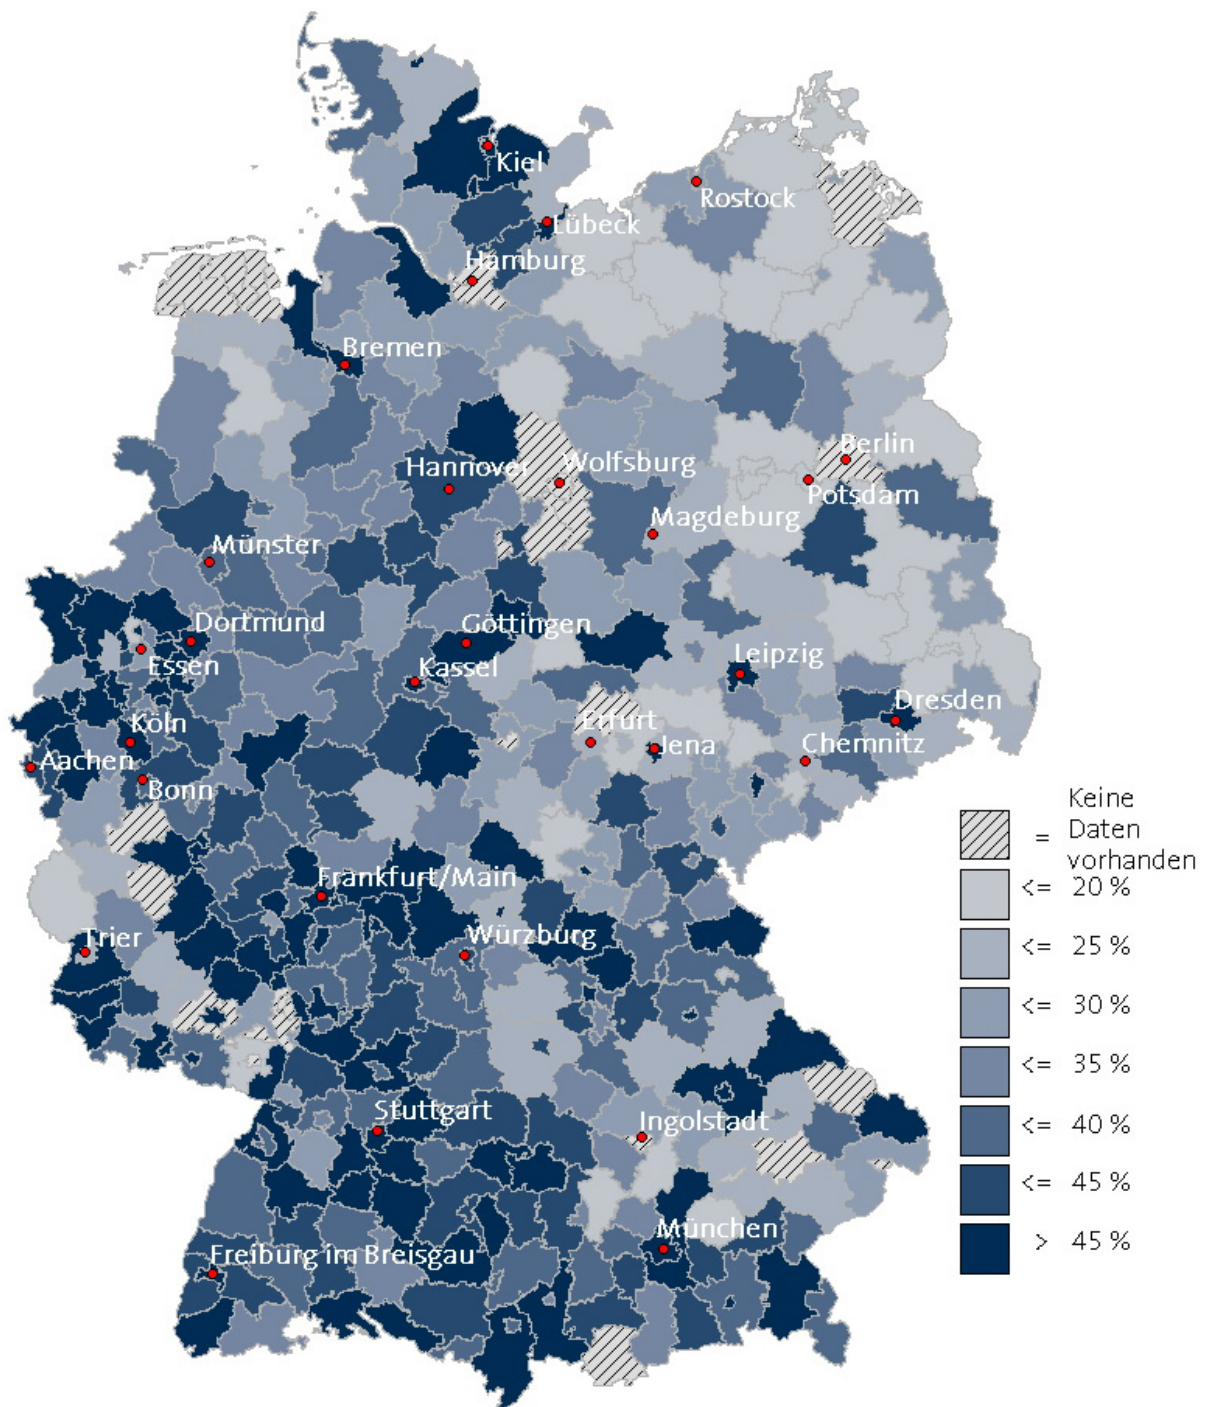 Kiel
Rostock
Lübeck
Hamburg
Bremen
Berlin
Hannover
Wolfsburg
Potsdam
Magdeburg
Münster
Dortmund
Göttingen
Essen
Kassel
Leipzig
Dresden
Köln
Erfurt
Jena
Chemnitz
Aachen
Bonn
Keine
Daten
= vorhanden
<= 20 %
Frankfurt/Main
Trier
Würzburg
<= 25 %
<= 30 %
<= 35 %
Stuttgart
Ingolstadt
<= 40 %
<= 45 %
München
Freiburg im Breisgau
> 45 %